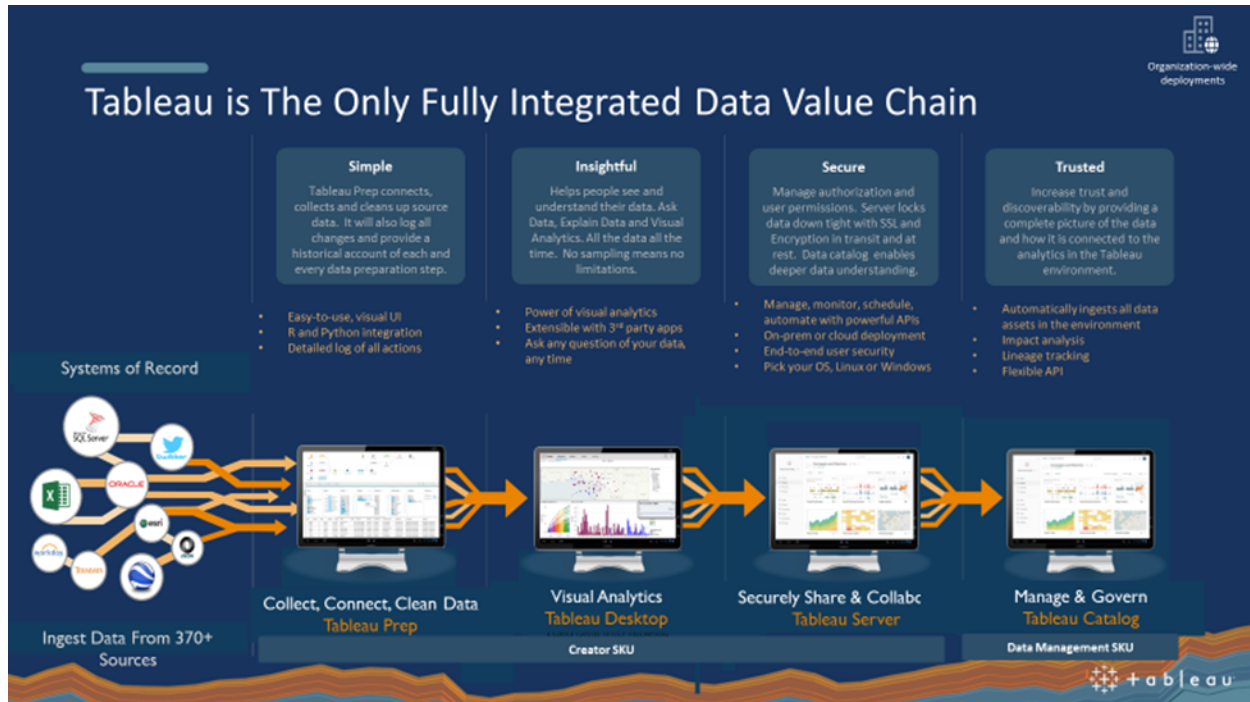 Organization-wide
deployments
Tableau is The Only Fully Integrated Data Value Chain
Simple
Tableau Prep connects,
collects and cleans up source
data. It will also log all
changes and provide a
historical account of each and
every data preparation step.
• Easy-to-use, visual UI
• R and Python integration
• Detailed log of all actions
Insightful
Helps people see and
understand their data. Ask
Data, Explain Data and Visual
Analytics. All the data all the
time. No sampling means no
limitations.
• Power of visual analytics
• Extensible with 3rd party apps
• Ask any question of your data,
any time
Secure
Manage authorization and
user permissions. Server locks
data down tight with SSL and
Encryption in transit and at
rest. Data catalog enables
deeper data understanding.
• Manage, monitor, schedule,
automate with powerful APIs
• On-prem or cloud deployment
• End-to-end user security
• Pick your OS, Linux or Windows
Trusted
Increase trust and
discoverability by providing a
complete picture of the data
and how it is connected to the
analytics in the Tableau
environment.
• Automatically ingests all data
assets in the environment
• Impact analysis
• Lineage tracking
• Flexible API
Systems of Record
SQL Server
twitter
ORACLE
esri
workday
Ingest Data From 370+
Sources
Collect, Connect, Clean Data
Tableau Prep
Visual Analytics
Tableau Desktop
Securely Share & Collabc
Tableau Server
Manage & Govern
Tableau Catalog
Creator SKU
Data Management SKU
+ableau